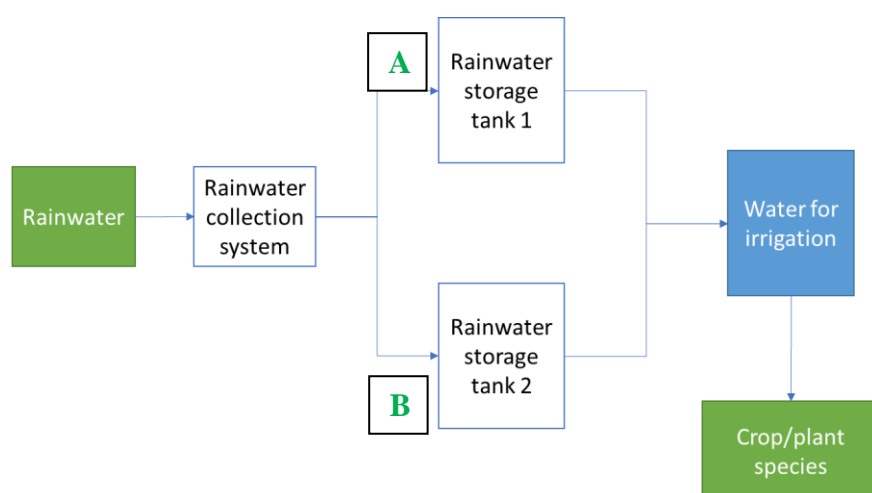 A
Rainwater
storage
tank 1
Rainwater
Rainwater
collection
system
Water for
irrigation
Rainwater
storage
tank 2
B
Crop/plant
species